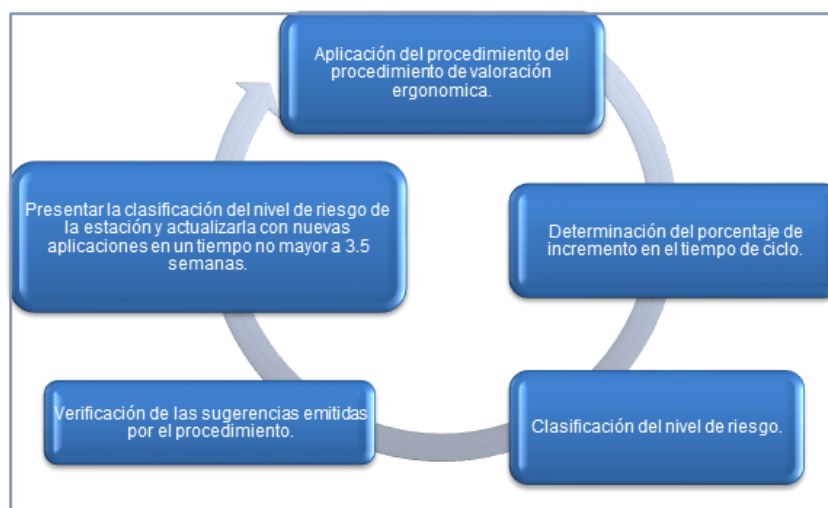 Aplicación del procedimiento del
procedimiento de valoración
ergonomica.
Determinación del porcentaje de
incremento en el tiempo de ciclo.
Clasificación del nivel de riesgo.
Verificación de las sugerencias emitidas
por el procedimiento.
Presentar la clasificación del nivel de riesgo de
la estación y actualizarla con nuevas
aplicaciones en un tiempo no mayor a 3.5
semanas.